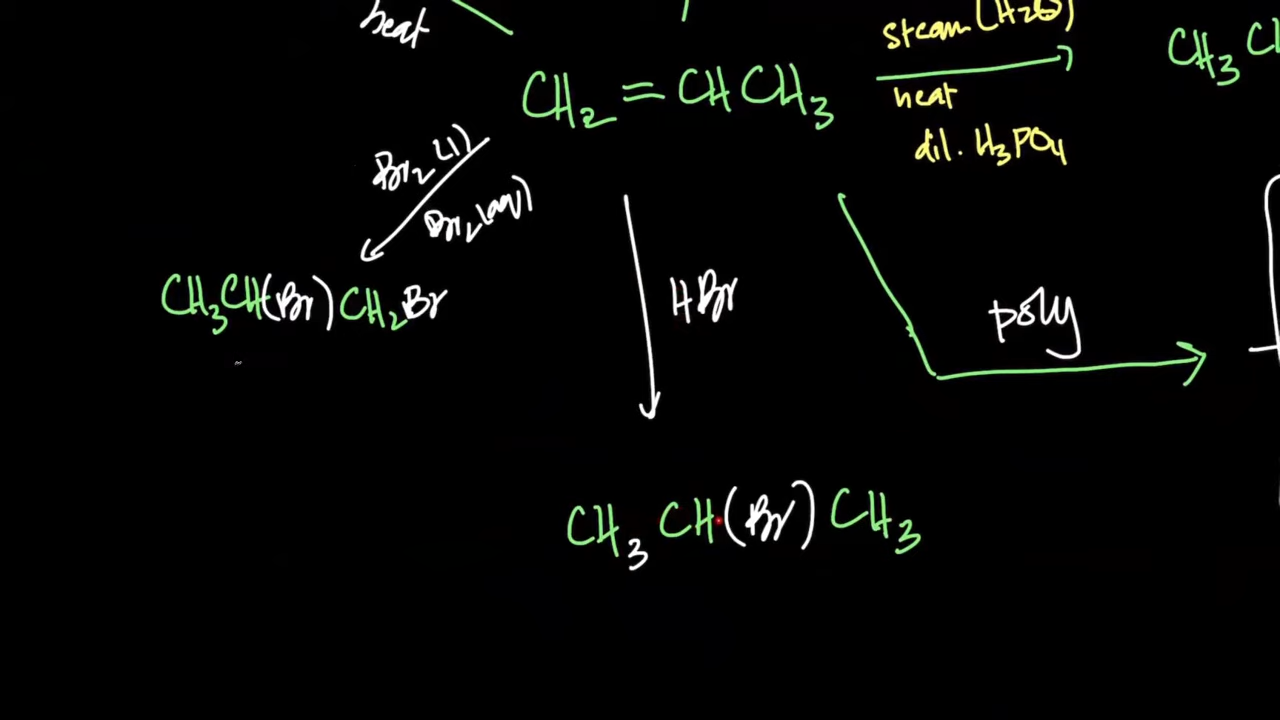 heat
steam (H₂O)
CH₂ = CHCH₃
CH₃
heat
dil. H₃PO₄
Br₂ (l)
Br₂ (aq)
CH₃CH(Br)CH₂Br
HBr
poly
CH₃CH(Br)CH₃